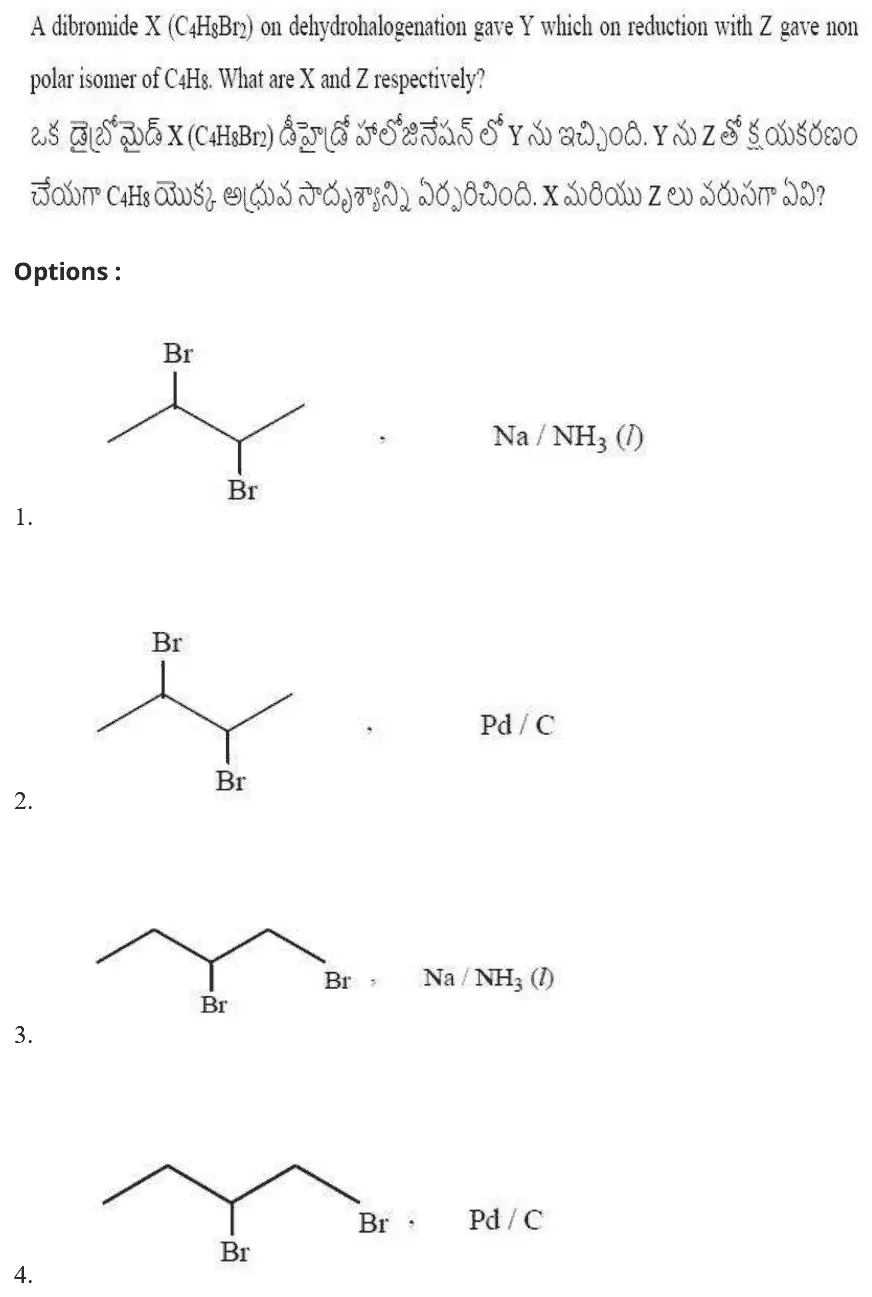 A dibromide X (C4H8Br2) on dehydrohalogenation gave Y which on reduction with Z gave non
polar isomer of C4H8. What are X and Z respectively?
ఒక డైబ్రోమైడ్ X (C4H8Br2) డీహైడ్రో హాలోజినేషన్ లో Y ను ఇచ్చింది. Y ను Z తో క్షయకరణం
చేయగా C4H8 యొక్క అధ్రువ సాదృశ్యాన్ని ఏర్పరిచింది. X మరియు Z లు వరుసగా ఏవి?
Options :
Br
, Na / NH3 (l)
Br
1.
Br
, Pd / C
Br
2.
Br , Na / NH3 (l)
Br
3.
Br , Pd / C
Br
4.